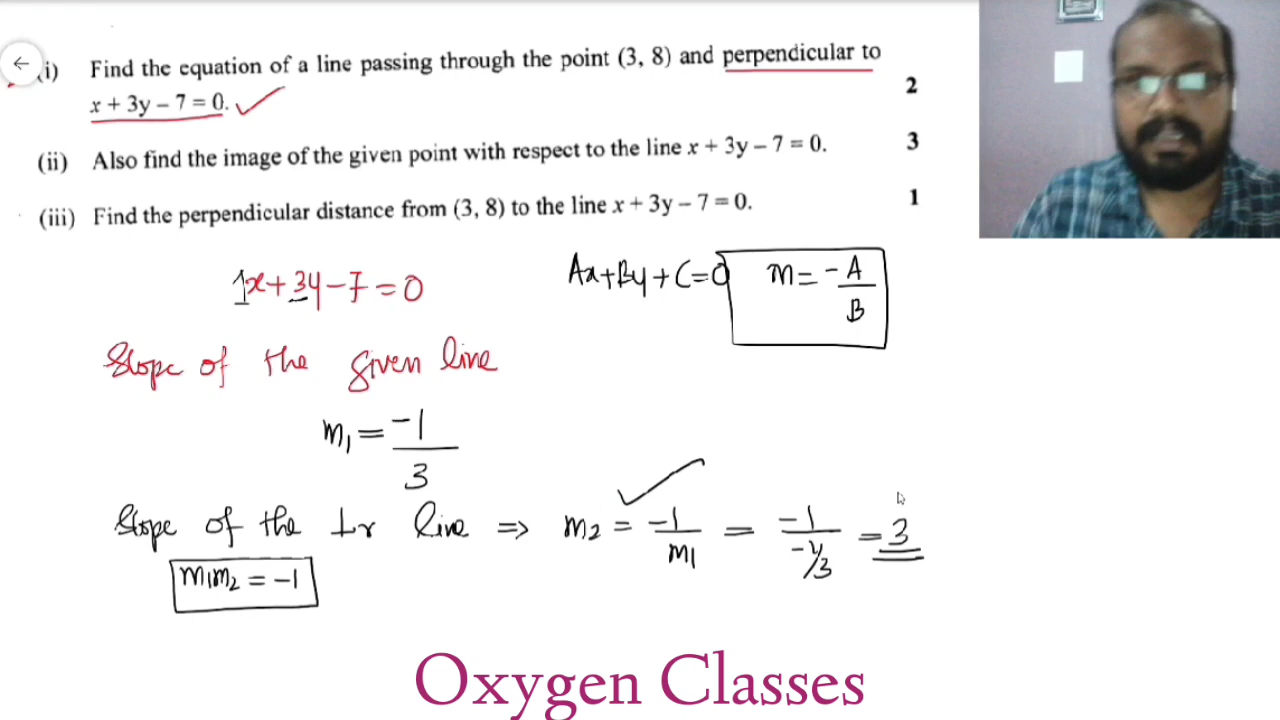 (i) Find the equation of a line passing through the point (3, 8) and perpendicular to
x + 3y – 7 = 0.
2
(ii) Also find the image of the given point with respect to the line x + 3y – 7 = 0.
3
(iii) Find the perpendicular distance from (3, 8) to the line x + 3y – 7 = 0.
1
1x+3y-7=0
Ax+By+C=0
m = -A/B
Slope of the given line
m₁ = -1/3
Slope of the ⊥r line ⇒ m₂ = -1/m₁ = -1/-1/3 = 3
m₁m₂ = -1
Oxygen Classes